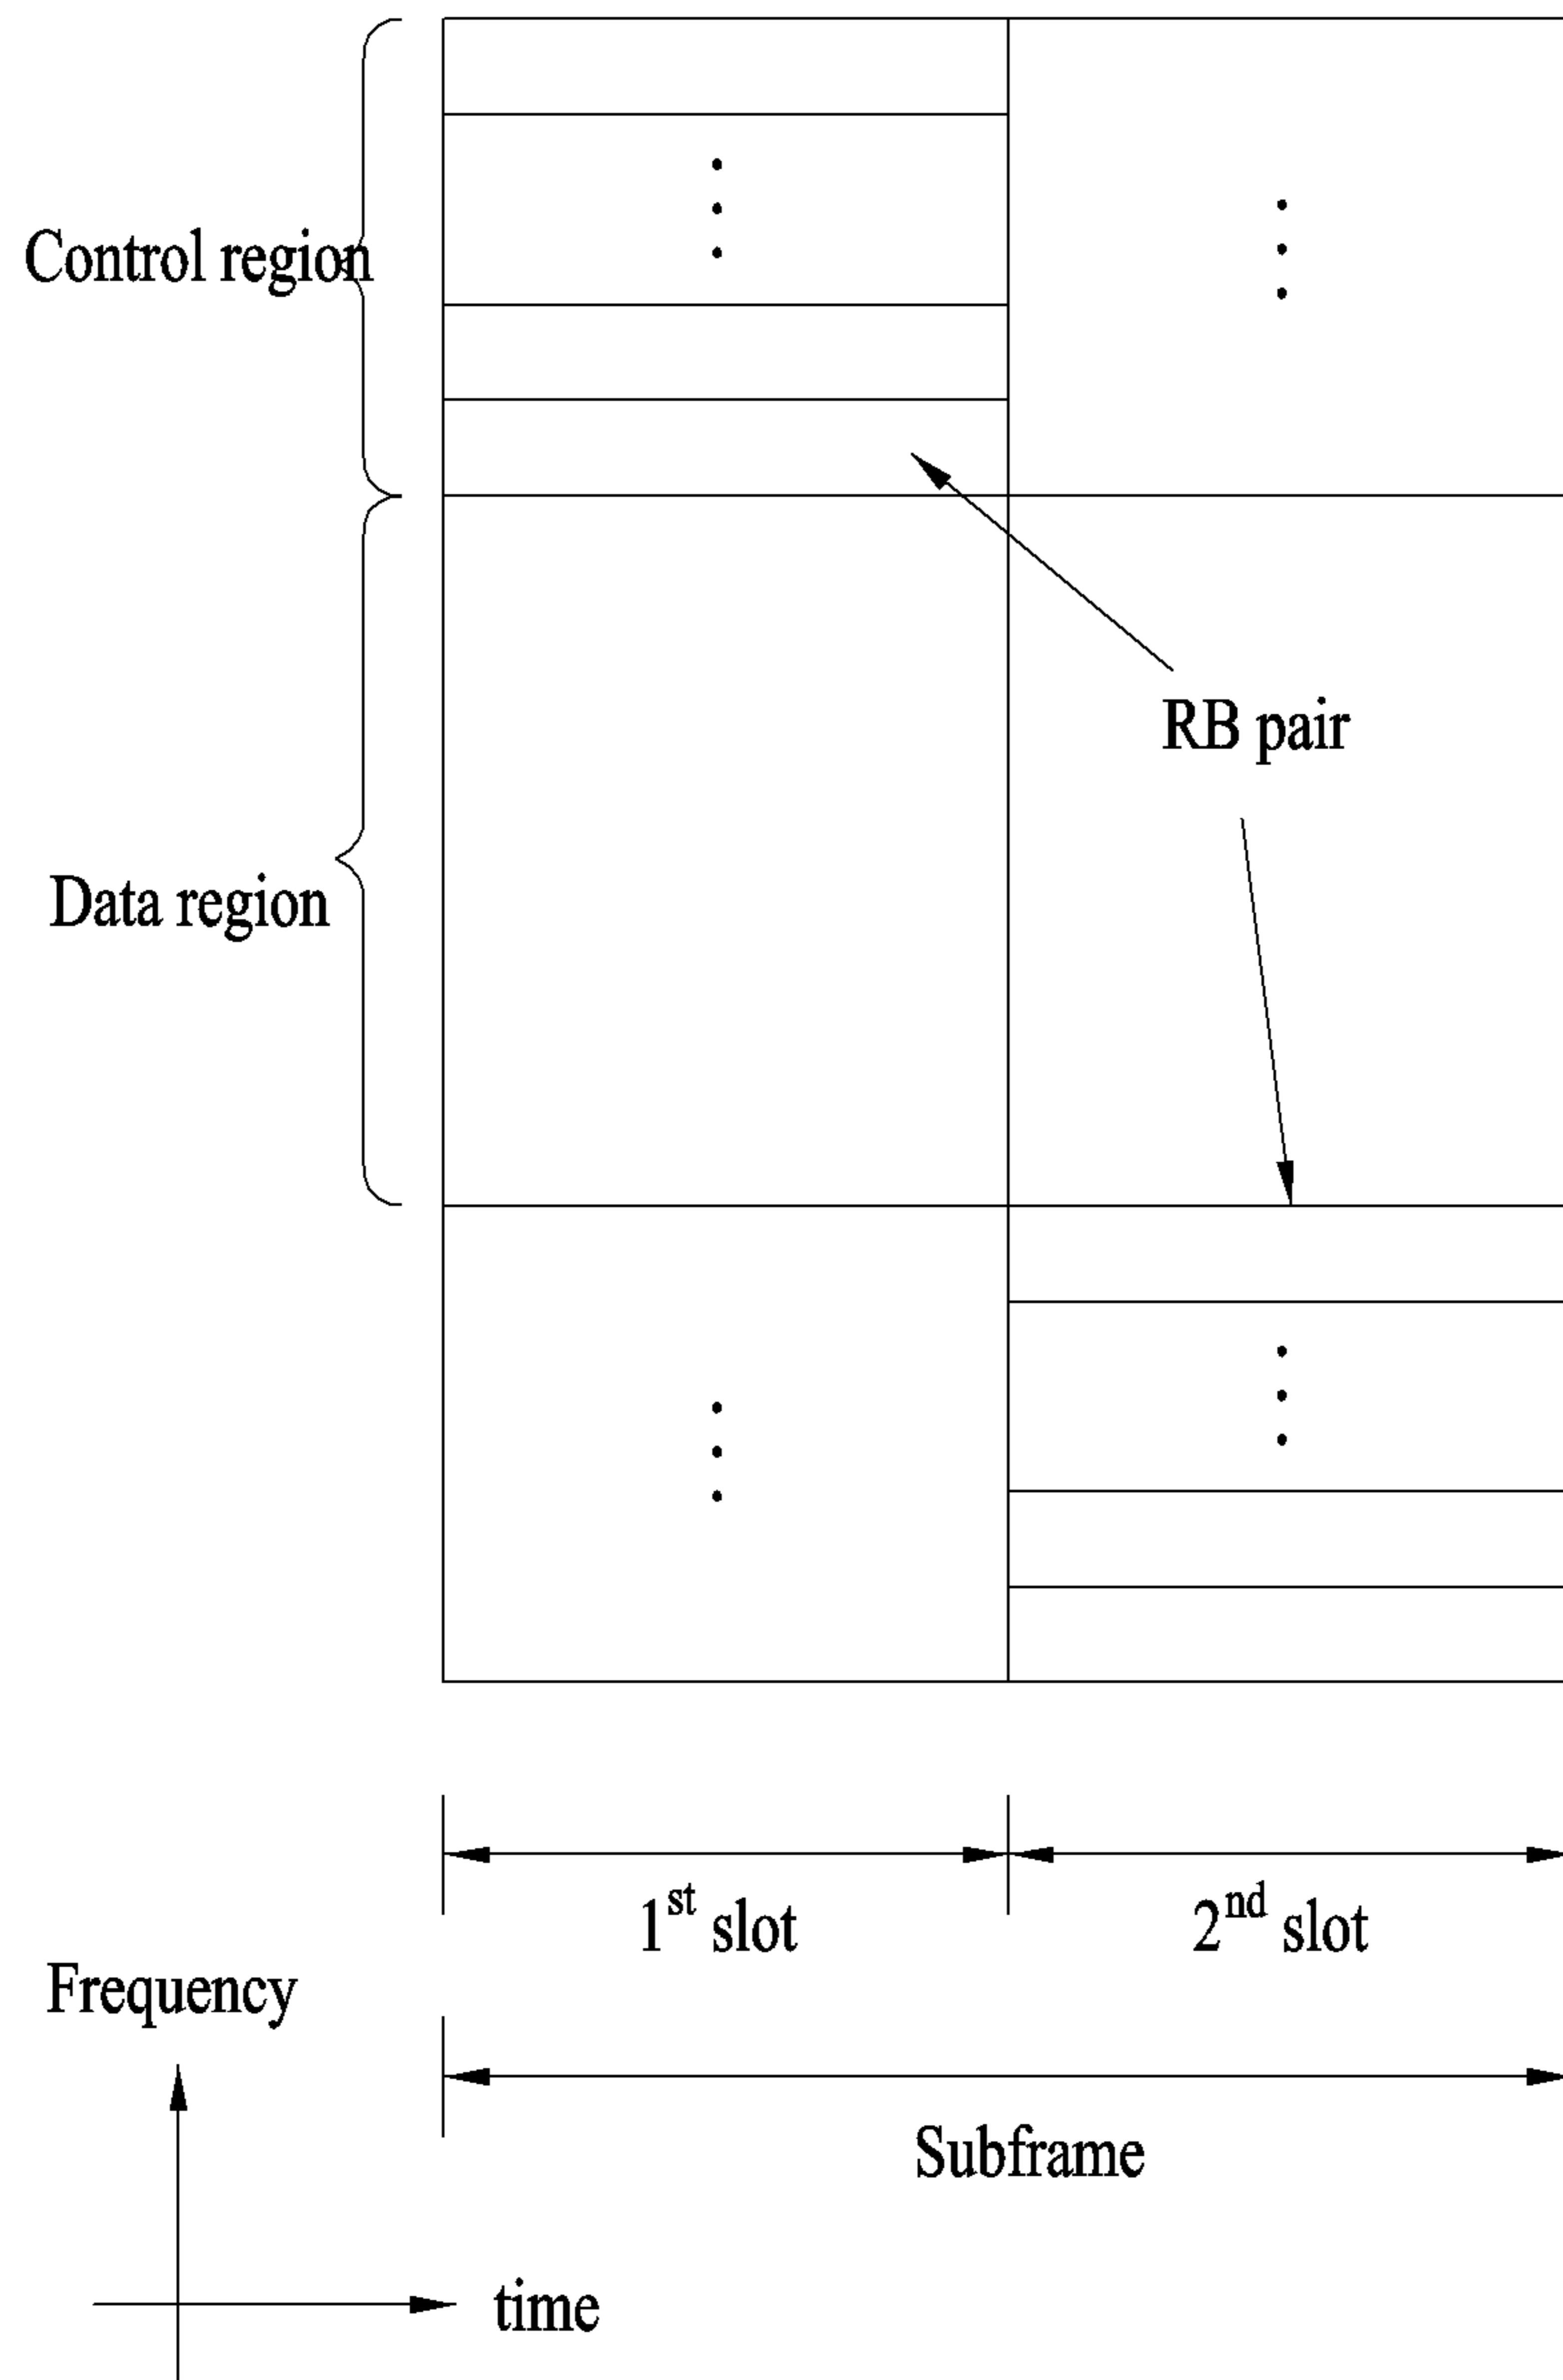 Control region
RB pair
Data region
1st slot
2nd slot
Frequency
Subframe
time